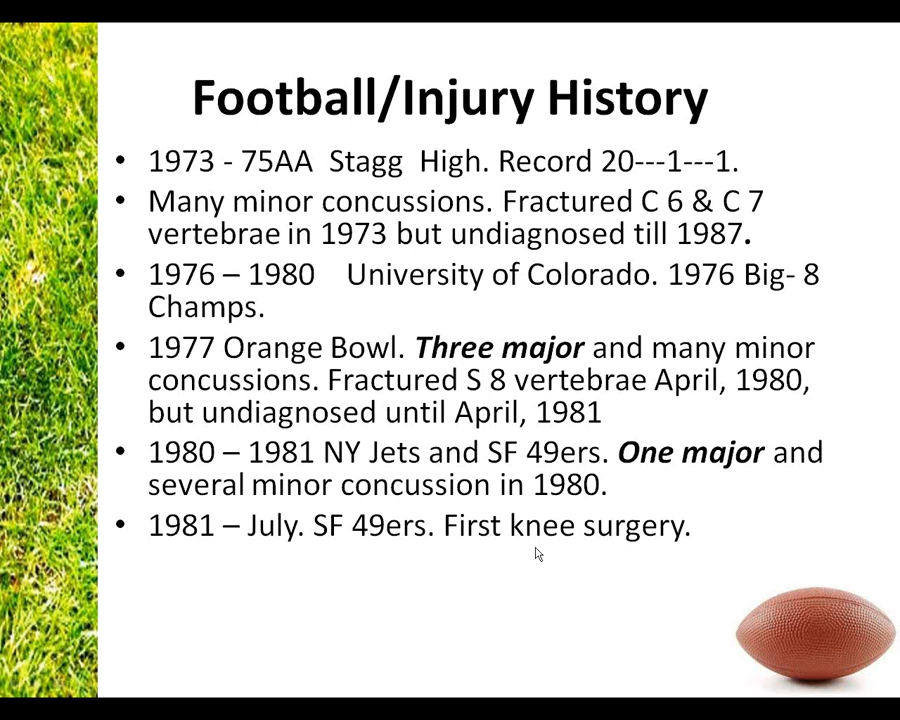 Football/Injury History
• 1973 - 75AA Stagg High. Record 20---1---1.
• Many minor concussions. Fractured C 6 & C 7
vertebrae in 1973 but undiagnosed till 1987.
• 1976 – 1980 University of Colorado. 1976 Big- 8
Champs.
• 1977 Orange Bowl. Three major and many minor
concussions. Fractured S 8 vertebrae April, 1980,
but undiagnosed until April, 1981
• 1980 – 1981 NY Jets and SF 49ers. One major and
several minor concussion in 1980.
• 1981 – July. SF 49ers. First knee surgery.